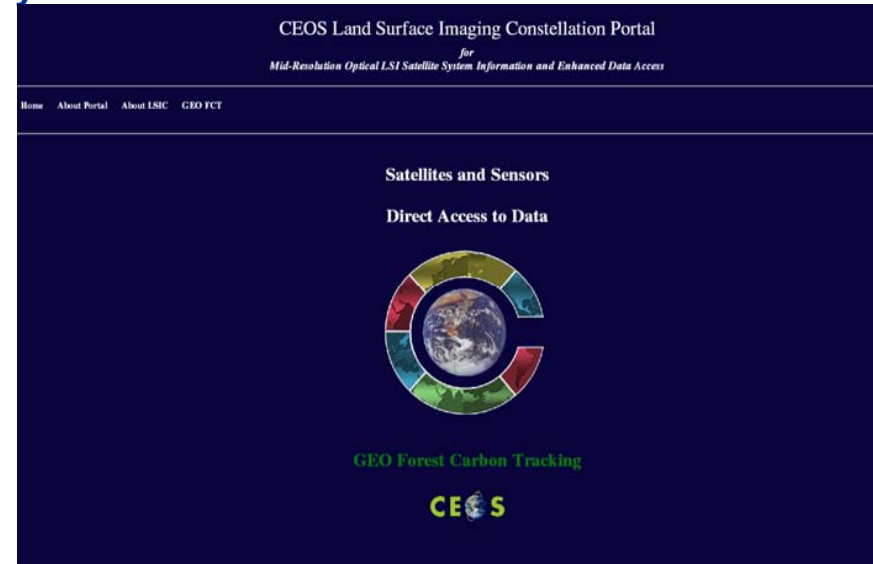 CEOS Land Surface Imaging Constellation Portal
for
Mid-Resolution Optical LSI Satellite System Information and Enhanced Data Access
Home About Portal About LSIC GEO FCT
Satellites and Sensors
Direct Access to Data
GEO Forest Carbon Tracking
CEOS